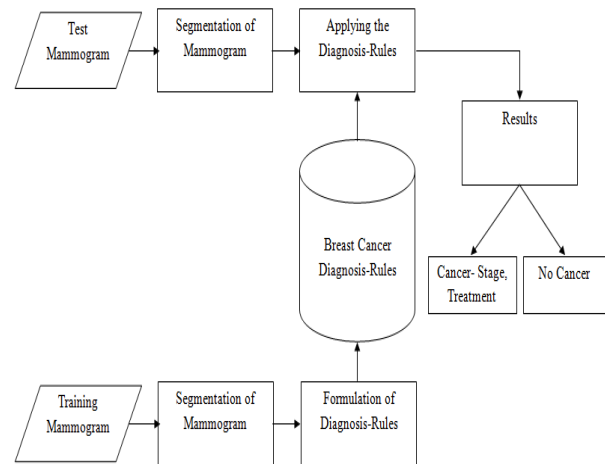 Test
Mammogram
Segmentation of
Mammogram
Applying the
Diagnosis-Rules
Results
Breast Cancer
Diagnosis-Rules
Cancer- Stage,
Treatment
No Cancer
Training
Mammogram
Segmentation of
Mammogram
Formulation of
Diagnosis-Rules